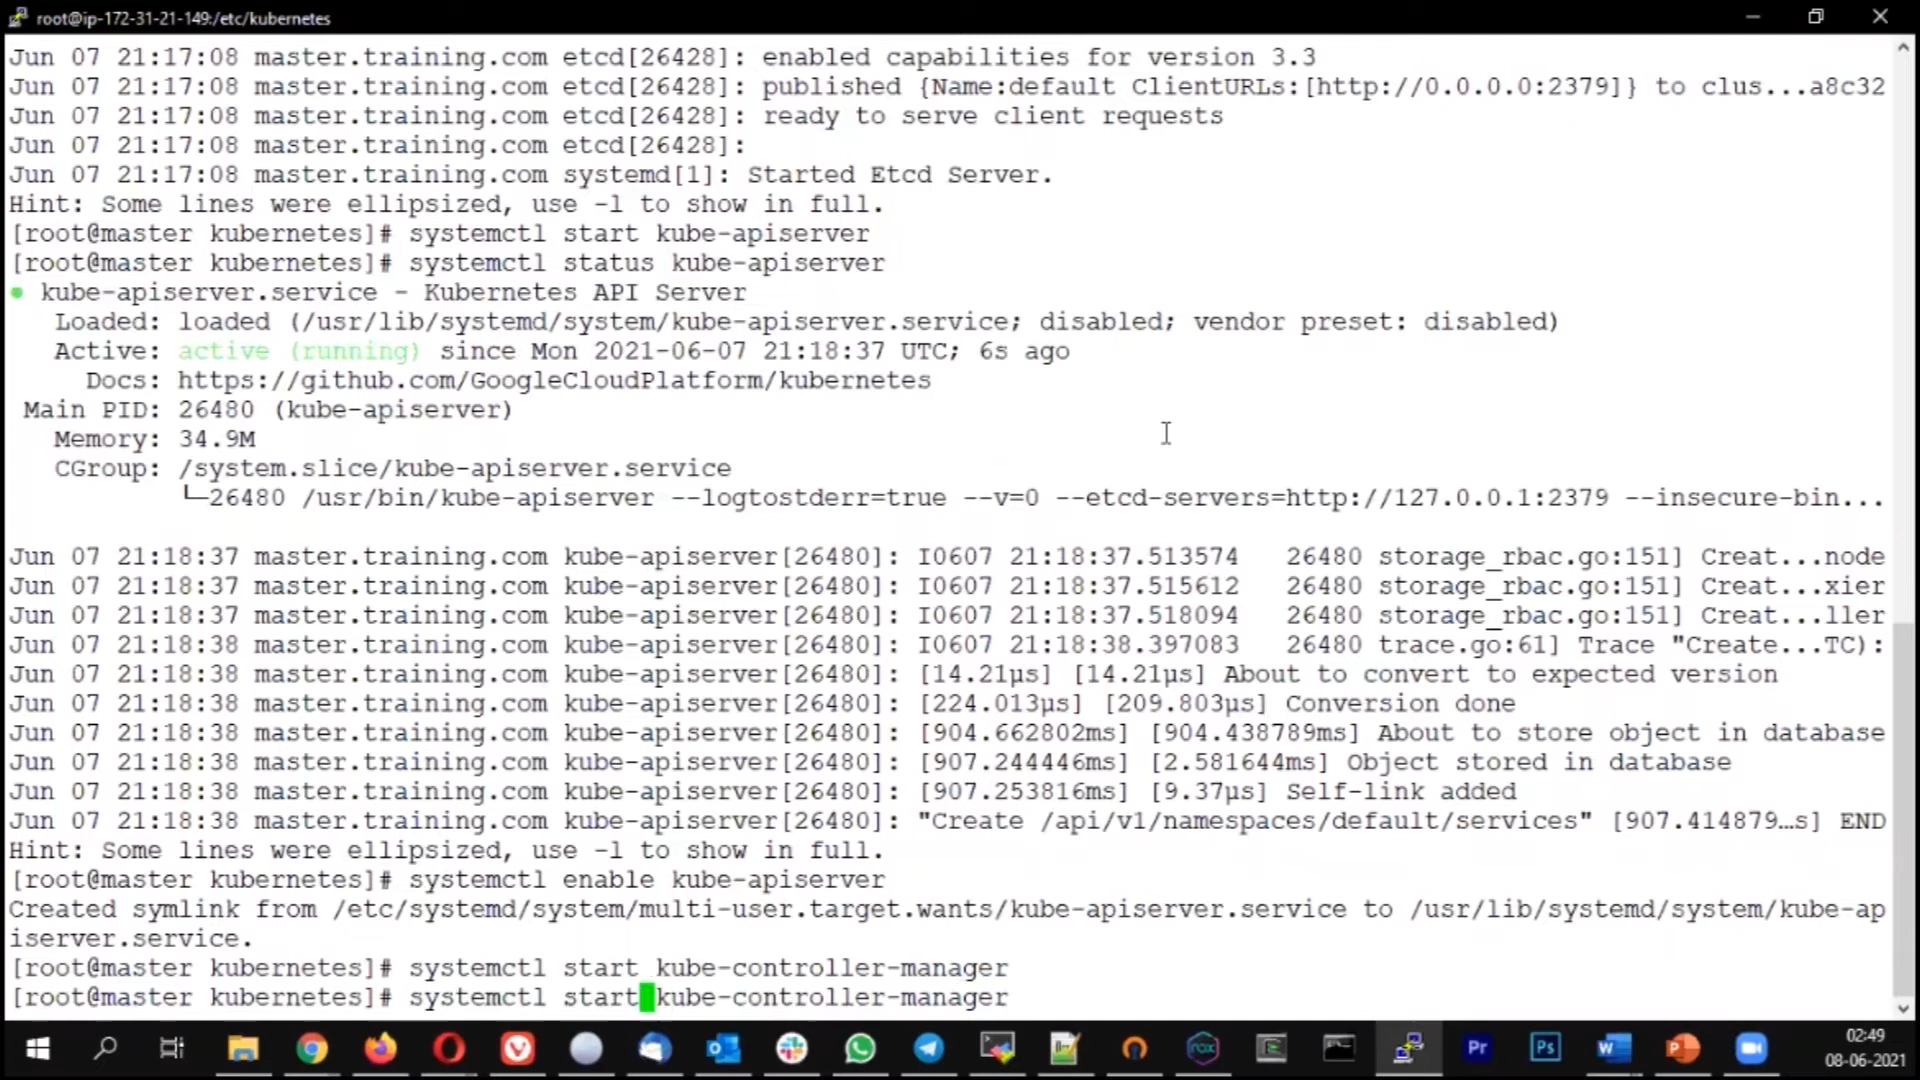 root@ip-172-31-21-149:/etc/kubernetes
Jun 07 21:17:08 master.training.com etcd[26428]: enabled capabilities for version 3.3
Jun 07 21:17:08 master.training.com etcd[26428]: published {Name:default ClientURLs:[http://0.0.0.0:2379]} to clus...a8c32
Jun 07 21:17:08 master.training.com etcd[26428]: ready to serve client requests
Jun 07 21:17:08 master.training.com etcd[26428]:
Jun 07 21:17:08 master.training.com systemd[1]: Started Etcd Server.
Hint: Some lines were ellipsized, use -l to show in full.
[root@master kubernetes]# systemctl start kube-apiserver
[root@master kubernetes]# systemctl status kube-apiserver
● kube-apiserver.service - Kubernetes API Server
Loaded: loaded (/usr/lib/systemd/system/kube-apiserver.service; disabled; vendor preset: disabled)
Active: active (running) since Mon 2021-06-07 21:18:37 UTC; 6s ago
Docs: https://github.com/GoogleCloudPlatform/kubernetes
Main PID: 26480 (kube-apiserver)
Memory: 34.9M
CGroup: /system.slice/kube-apiserver.service
└─26480 /usr/bin/kube-apiserver --logtostderr=true --v=0 --etcd-servers=http://127.0.0.1:2379 --insecure-bin...
Jun 07 21:18:37 master.training.com kube-apiserver[26480]: I0607 21:18:37.513574   26480 storage_rbac.go:151] Creat...node
Jun 07 21:18:37 master.training.com kube-apiserver[26480]: I0607 21:18:37.515612   26480 storage_rbac.go:151] Creat...xier
Jun 07 21:18:37 master.training.com kube-apiserver[26480]: I0607 21:18:37.518094   26480 storage_rbac.go:151] Creat...ller
Jun 07 21:18:38 master.training.com kube-apiserver[26480]: I0607 21:18:38.397083   26480 trace.go:61] Trace "Create...TC):
Jun 07 21:18:38 master.training.com kube-apiserver[26480]: [14.21µs] [14.21µs] About to convert to expected version
Jun 07 21:18:38 master.training.com kube-apiserver[26480]: [224.013µs] [209.803µs] Conversion done
Jun 07 21:18:38 master.training.com kube-apiserver[26480]: [904.662802ms] [904.438789ms] About to store object in database
Jun 07 21:18:38 master.training.com kube-apiserver[26480]: [907.244446ms] [2.581644ms] Object stored in database
Jun 07 21:18:38 master.training.com kube-apiserver[26480]: [907.253816ms] [9.37µs] Self-link added
Jun 07 21:18:38 master.training.com kube-apiserver[26480]: "Create /api/v1/namespaces/default/services" [907.414879…s] END
Hint: Some lines were ellipsized, use -l to show in full.
[root@master kubernetes]# systemctl enable kube-apiserver
Created symlink from /etc/systemd/system/multi-user.target.wants/kube-apiserver.service to /usr/lib/systemd/system/kube-ap
iserver.service.
[root@master kubernetes]# systemctl start kube-controller-manager
[root@master kubernetes]# systemctl start kube-controller-manager
nox
Pr
Ps
W
P
02:49
08-06-2021